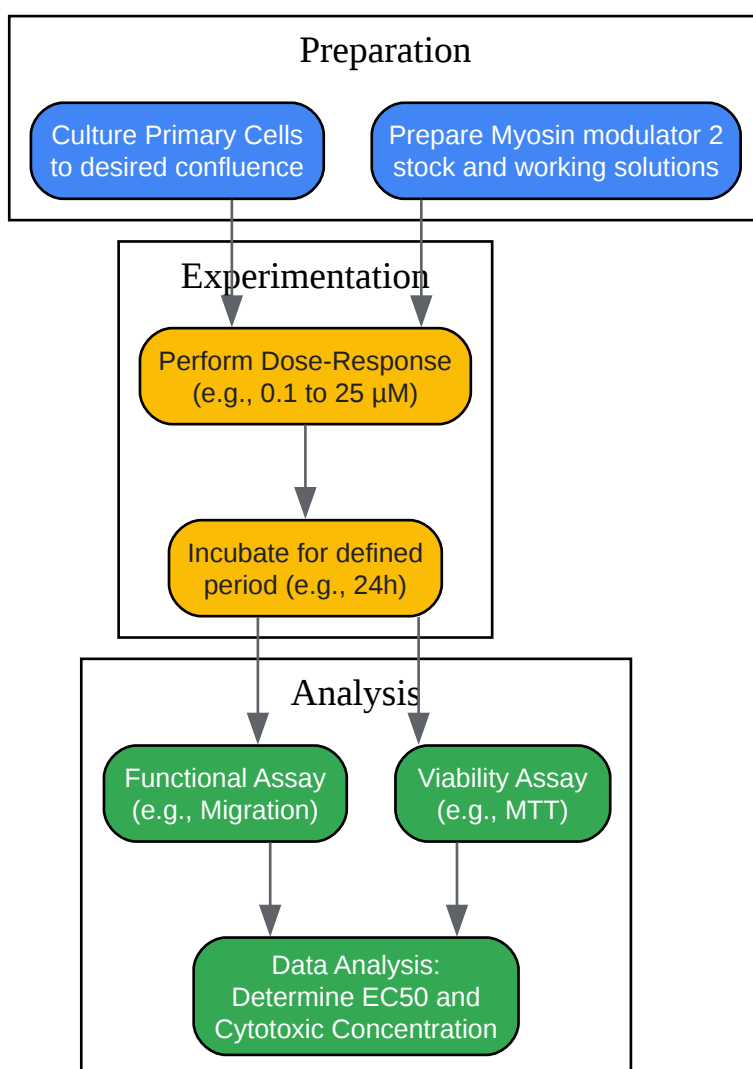 Preparation
Culture Primary Cells
to desired confluence
Prepare Myosin modulator 2
stock and working solutions
Experimentation
Perform Dose-Response
(e.g., 0.1 to 25 µM)
Incubate for defined
period (e.g., 24h)
Analysis
Functional Assay
(e.g., Migration)
Viability Assay
(e.g., MTT)
Data Analysis:
Determine EC50 and
Cytotoxic Concentration